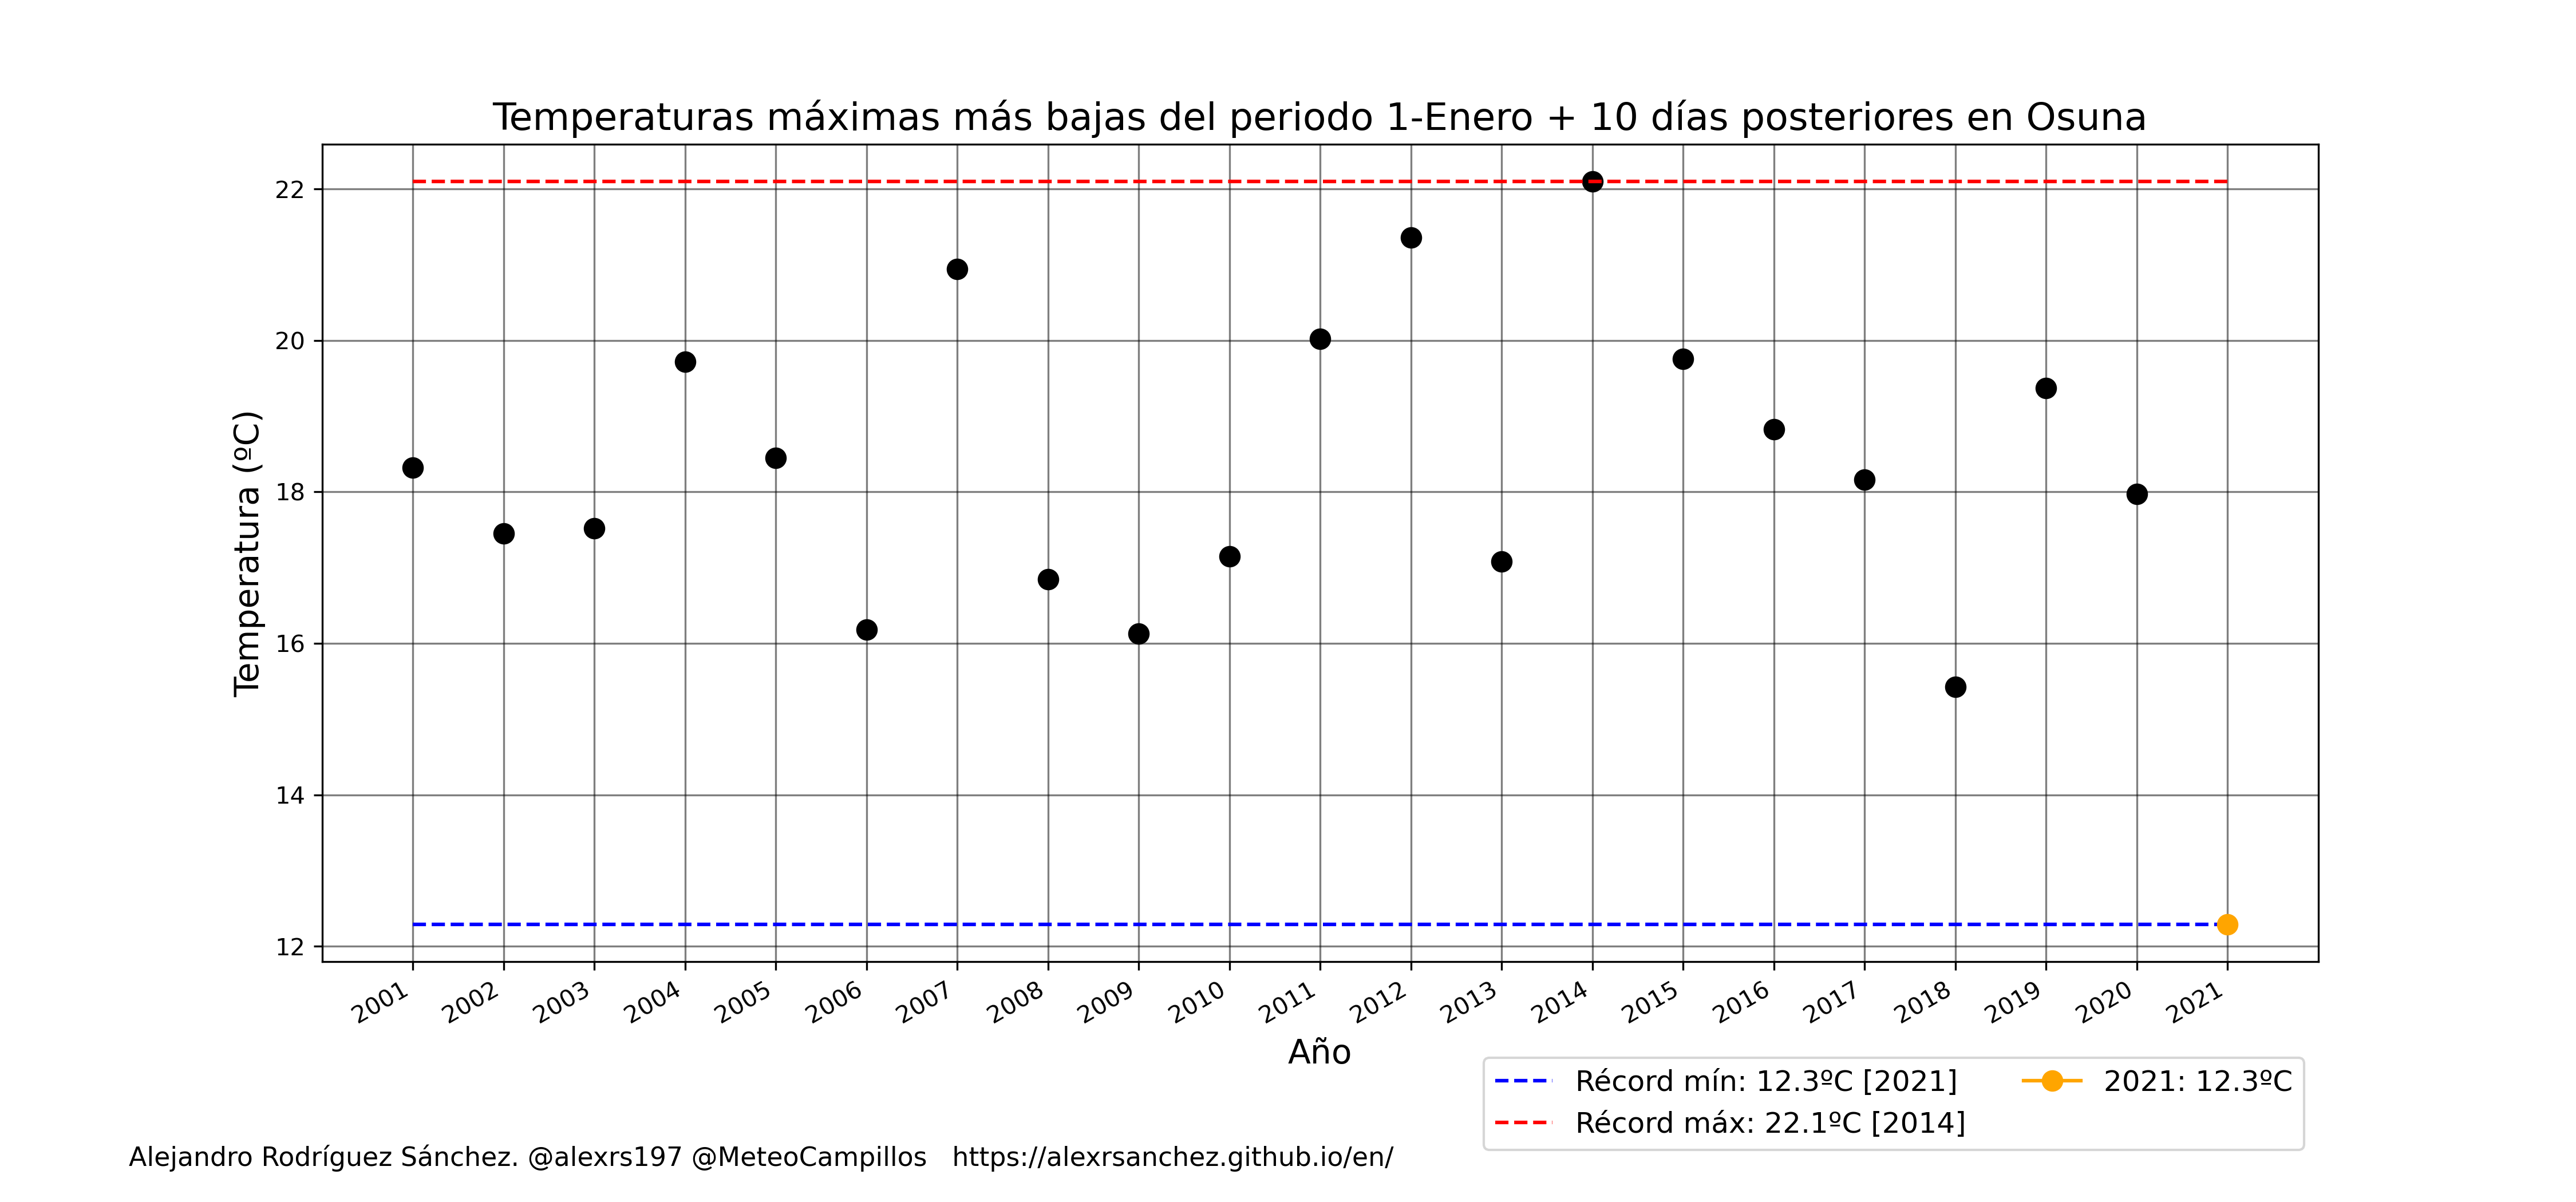 Temperaturas máximas más bajas del periodo 1-Enero + 10 días posteriores en Osuna
Temperatura (ºC)
22
20
18
16
14
12
2001 2002 2003 2004 2005 2006 2007 2008 2009 2010 2011 2012 2013 2014 2015 2016 2017 2018 2019 2020 2021
Año
Récord mín: 12.3ºC [2021]
Récord máx: 22.1ºC [2014]
2021: 12.3ºC
Alejandro Rodríguez Sánchez. @alexrs197 @MeteoCampillos https://alexrsanchez.github.io/en/